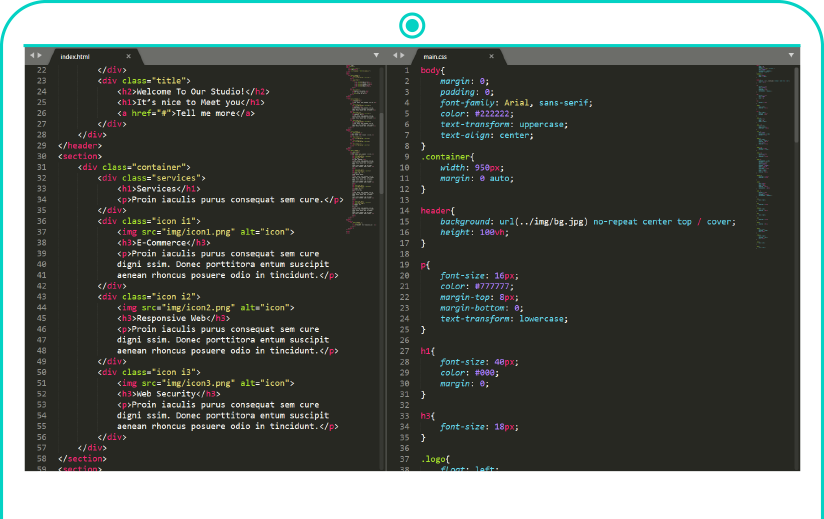 index.html
22 </div>
23 <div class="title">
24 <h2>Welcome To Our Studio!</h2>
25 <h1>It's nice to Meet you</h1>
26 <a href="#">Tell me more</a>
27 </div>
28 </div>
29 </header>
30 <section>
31 <div class="container">
32 <div class="services">
33 <h1>Services</h1>
34 <p>Proin iaculis purus consequat sem cure.</p>
35 </div>
36 <div class="icon i1">
37 <img src="img/icon1.png" alt="icon">
38 <h3>E-Commerce</h3>
39 <p>Proin iaculis purus consequat sem cure
40 digni ssim. Donec porttitora entum suscipit
41 aenean rhoncus posuere odio in tincidunt.</p>
42 </div>
43 <div class="icon i2">
44 <img src="img/icon2.png" alt="icon">
45 <h3>Responsive Web</h3>
46 <p>Proin iaculis purus consequat sem cure
47 digni ssim. Donec porttitora entum suscipit
48 aenean rhoncus posuere odio in tincidunt.</p>
49 </div>
50 <div class="icon i3">
51 <img src="img/icon3.png" alt="icon">
52 <h3>Web Security</h3>
53 <p>Proin iaculis purus consequat sem cure
54 digni ssim. Donec porttitora entum suscipit
55 aenean rhoncus posuere odio in tincidunt.</p>
56 </div>
57 </div>
58 </section>
59 <section>
main.css
1 body{
2 margin: 0;
3 padding: 0;
4 font-family: Arial, sans-serif;
5 color: #222222;
6 text-transform: uppercase;
7 text-align: center;
8 }
9 .container{
10 width: 950px;
11 margin: 0 auto;
12 }
13
14 header{
15 background: url(../img/bg.jpg) no-repeat center top / cover;
16 height: 100vh;
17 }
18
19 p{
20 font-size: 16px;
21 color: #777777;
22 margin-top: 8px;
23 margin-bottom: 0;
24 text-transform: lowercase;
25 }
26
27 h1{
28 font-size: 40px;
29 color: #000;
30 margin: 0;
31 }
32
33 h3{
34 font-size: 18px;
35 }
36
37 .logo{
38 float: left;